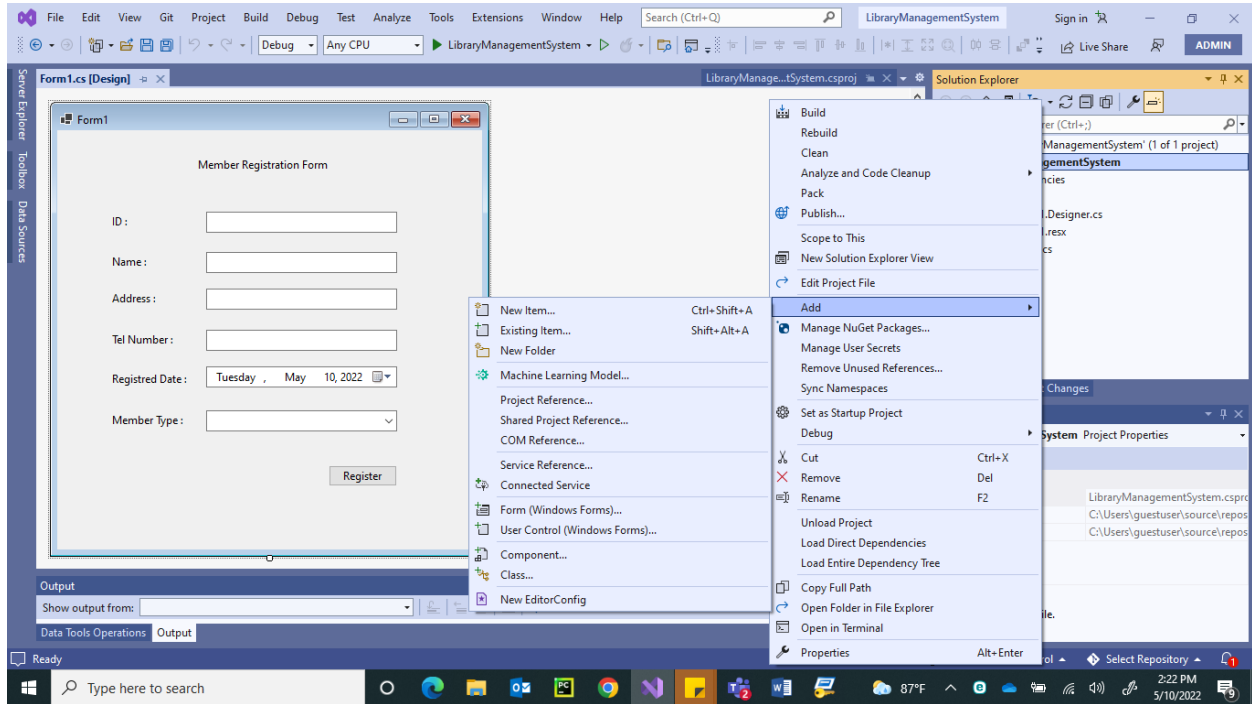 File Edit View Git Project Build Debug Test Analyze Tools Extensions Window Help Search (Ctrl+Q) LibraryManagementSystem Sign in
Debug Any CPU LibraryManagementSystem Live Share ADMIN
Server Explorer
Toolbox
Data Sources
Form1.cs [Design] LibraryManage...tSystem.csproj
Form1
Member Registration Form
ID :
Name :
Address :
Tel Number :
Registred Date : Tuesday , May 10, 2022
Member Type :
Register
New Item... Ctrl+Shift+A
Existing Item... Shift+Alt+A
New Folder
Machine Learning Model...
Project Reference...
Shared Project Reference...
COM Reference...
Service Reference...
Connected Service
Form (Windows Forms)...
User Control (Windows Forms)...
Component...
Class...
New EditorConfig
Build
Rebuild
Clean
Analyze and Code Cleanup
Pack
Publish...
Scope to This
New Solution Explorer View
Edit Project File
Add
Manage NuGet Packages...
Manage User Secrets
Remove Unused References...
Sync Namespaces
Set as Startup Project
Debug
Cut Ctrl+X
Remove Del
Rename F2
Unload Project
Load Direct Dependencies
Load Entire Dependency Tree
Copy Full Path
Open Folder in File Explorer
Open in Terminal
Properties Alt+Enter
Solution Explorer
rer (Ctrl+;)
yManagementSystem' (1 of 1 project)
gementSystem
ncies
.Designer.cs
.resx
cs
Changes
System Project Properties
LibraryManagementSystem.cspro
C:\Users\guestuser\source\repos
C:\Users\guestuser\source\repos
ile.
Output
Show output from:
Data Tools Operations Output
Ready
rol Select Repository 1
Type here to search 87°F 2:22 PM
5/10/2022 9